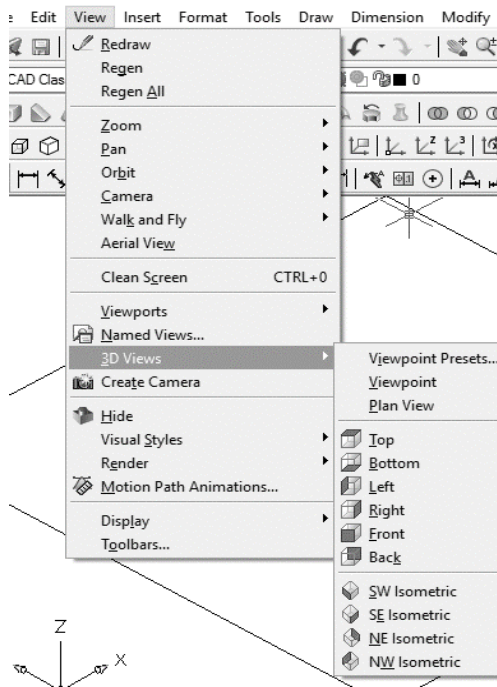 Edit View Insert Format Tools Draw Dimension Modify
Redraw
CAD Clas
Regen
0
Regen All
Zoom
Pan
Orbit
Camera
Walk and Fly
Aerial View
Clean Screen CTRL+0
Viewports
Named Views...
3D Views
Create Camera
Hide
Visual Styles
Render
Motion Path Animations...
Display
Toolbars...
Viewpoint Presets...
Viewpoint
Plan View
Top
Bottom
Left
Right
Front
Back
SW Isometric
SE Isometric
NE Isometric
NW Isometric
Z
X